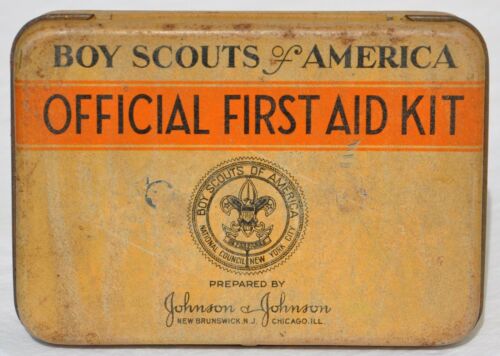 BOY SCOUTS of AMERICA
OFFICIAL FIRST AID KIT
BOY SCOUTS OF AMERICA
NATIONAL COUNCIL NEW YORK CITY
PREPARED BY
Johnson & Johnson
NEW BRUNSWICK, N.J. CHICAGO, ILL.